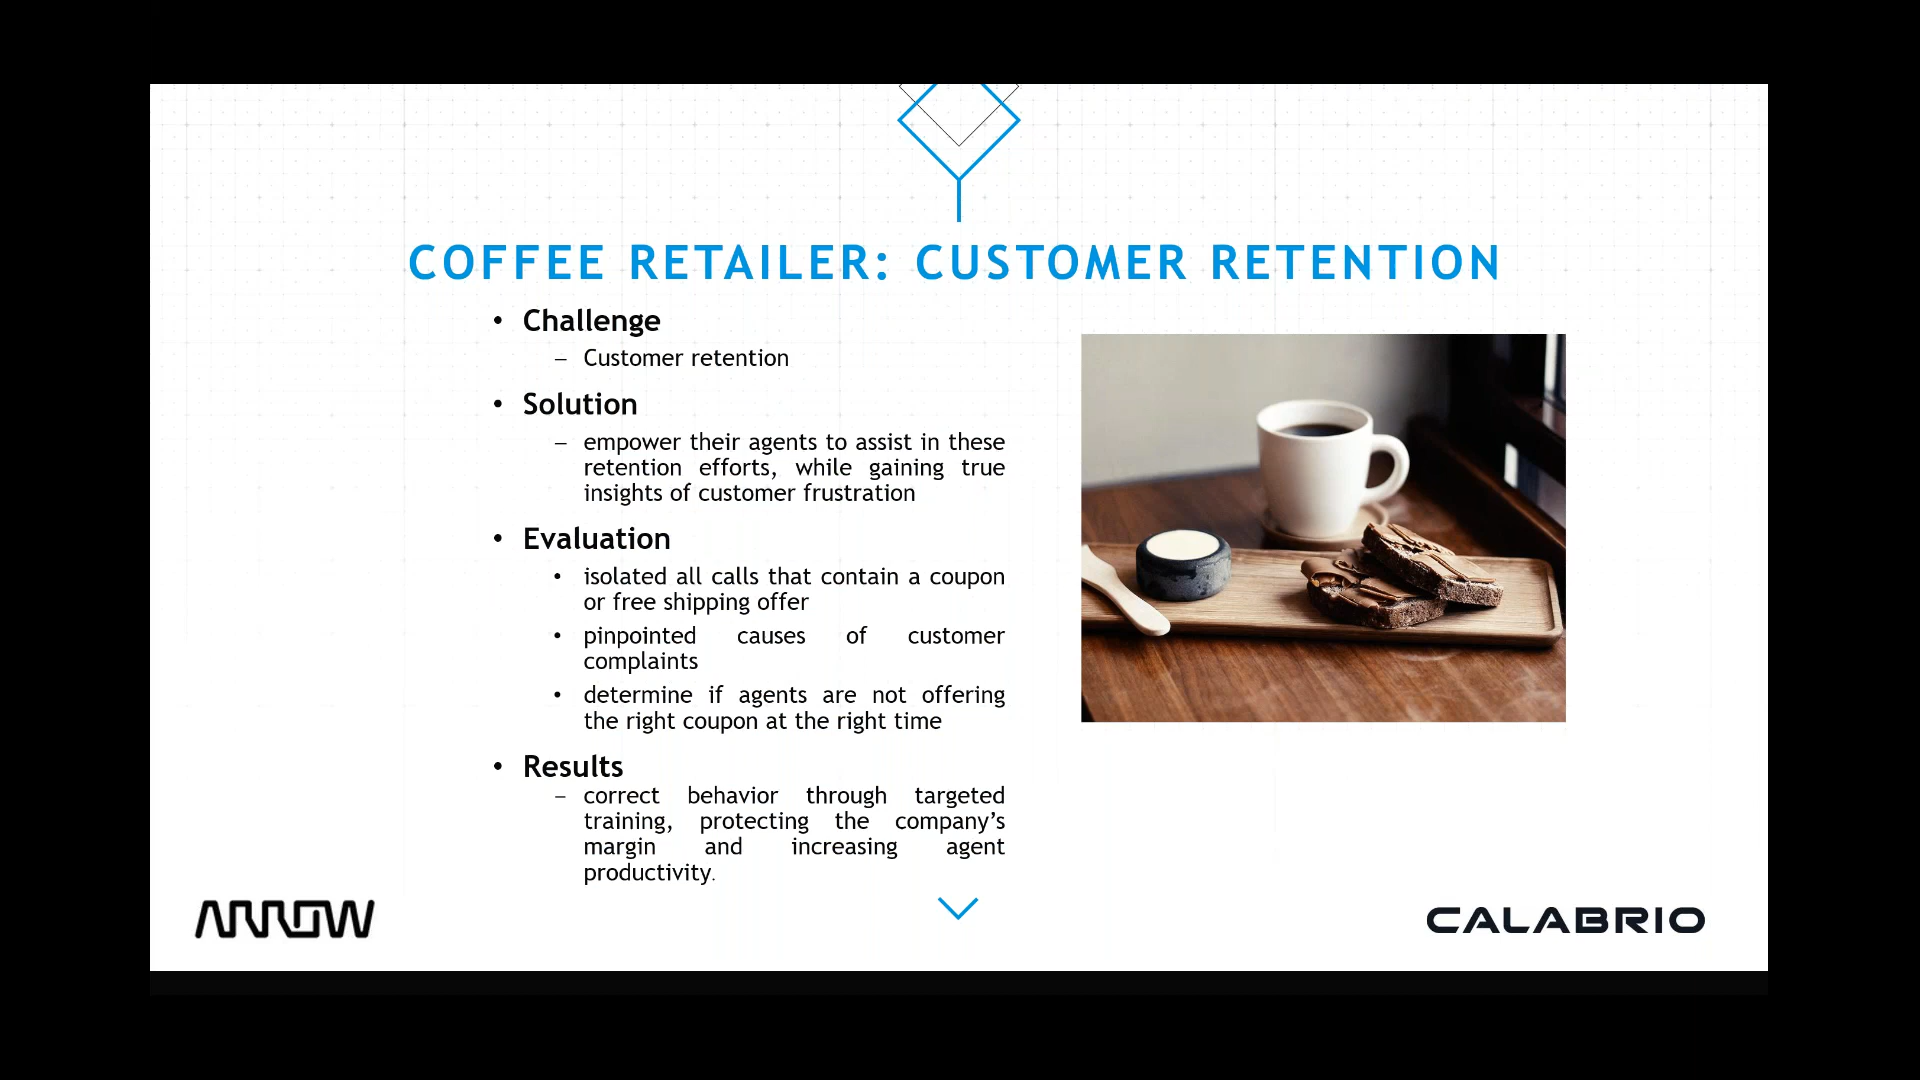 COFFEE RETAILER: CUSTOMER RETENTION
• Challenge
– Customer retention
• Solution
– empower their agents to assist in these
retention efforts, while gaining true
insights of customer frustration
• Evaluation
• isolated all calls that contain a coupon
or free shipping offer
• pinpointed causes of customer
complaints
• determine if agents are not offering
the right coupon at the right time
• Results
– correct behavior through targeted
training, protecting the company’s
margin and increasing agent
productivity.
ARROW
CALABRIO